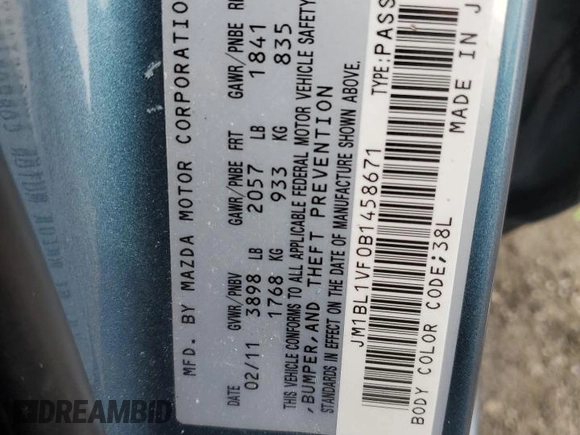 MFD. BY MAZDA MOTOR CORPORATION
DATE GVWR/PNBV GAWR/PNBE FRT GAWR/PNBE
02/11 3898 LB 2057 LB 1841
1768 KG 933 KG 835
THIS VEHICLE CONFORMS TO ALL APPLICABLE FEDERAL MOTOR VEHICLE SAFETY
, BUMPER, AND THEFT PREVENTION
STANDARDS IN EFFECT ON THE DATE OF MANUFACTURE SHOWN ABOVE.
JM1BL1VF0B1458671 TYPE:PASS
BODY COLOR CODE;38L MADE IN J
DREAMBID